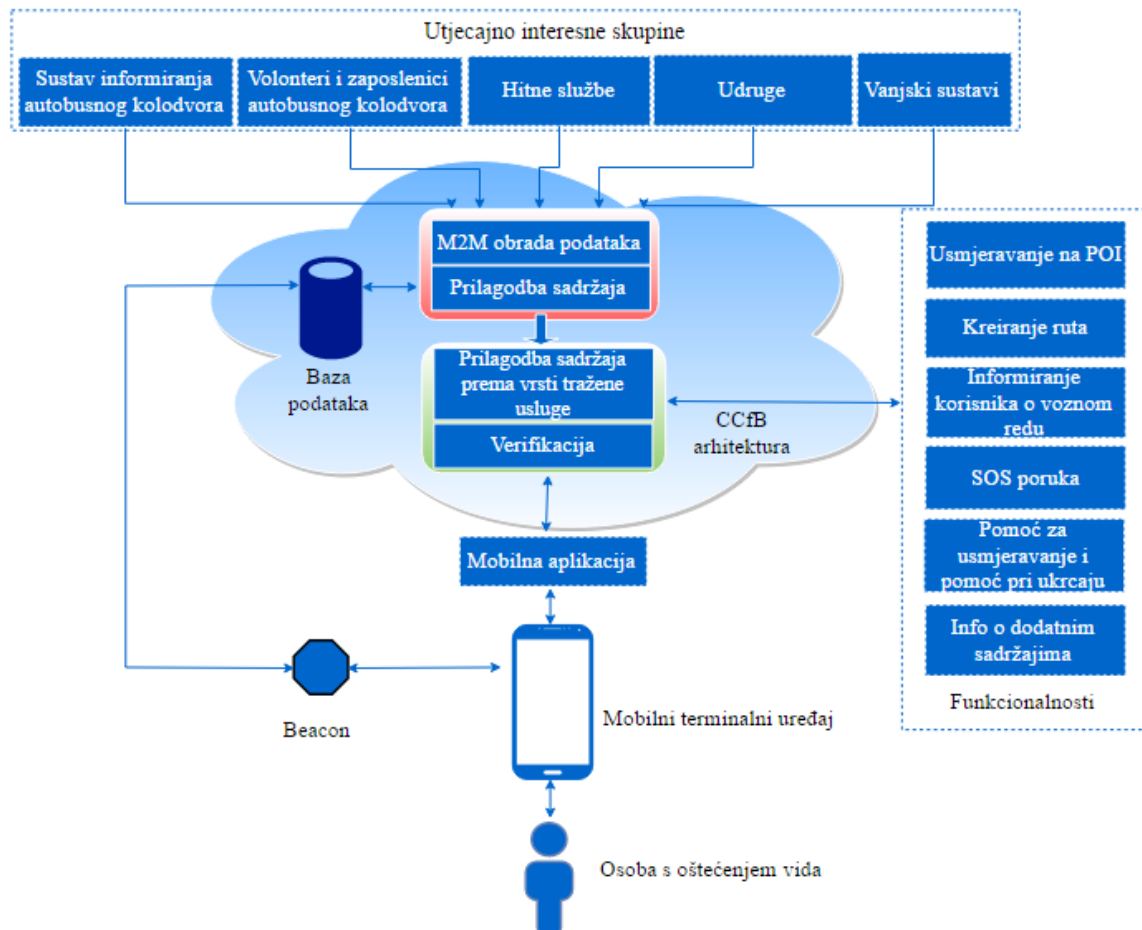 Utjecajno interesne skupine
Sustav informiranja
autobusnog kolodvora
Volonteri i zaposlenici
autobusnog kolodvora
Hitne službe
Udruge
Vanjski sustavi
M2M obrada podataka
Prilagodba sadržaja
Baza
podataka
Prilagodba sadržaja
prema vrsti tražene
usluge
Verifikacija
CCfB
arhitektura
Usmjeravanje na POI
Kreiranje ruta
Informiranje
korisnika o voznom
redu
SOS poruka
Pomoć za
usmjeravanje i
pomoć pri ukrcaju
Info o dodatnim
sadržajima
Funkcionalnosti
Mobilna aplikacija
Beacon
Mobilni terminalni uređaj
Osoba s oštećenjem vida